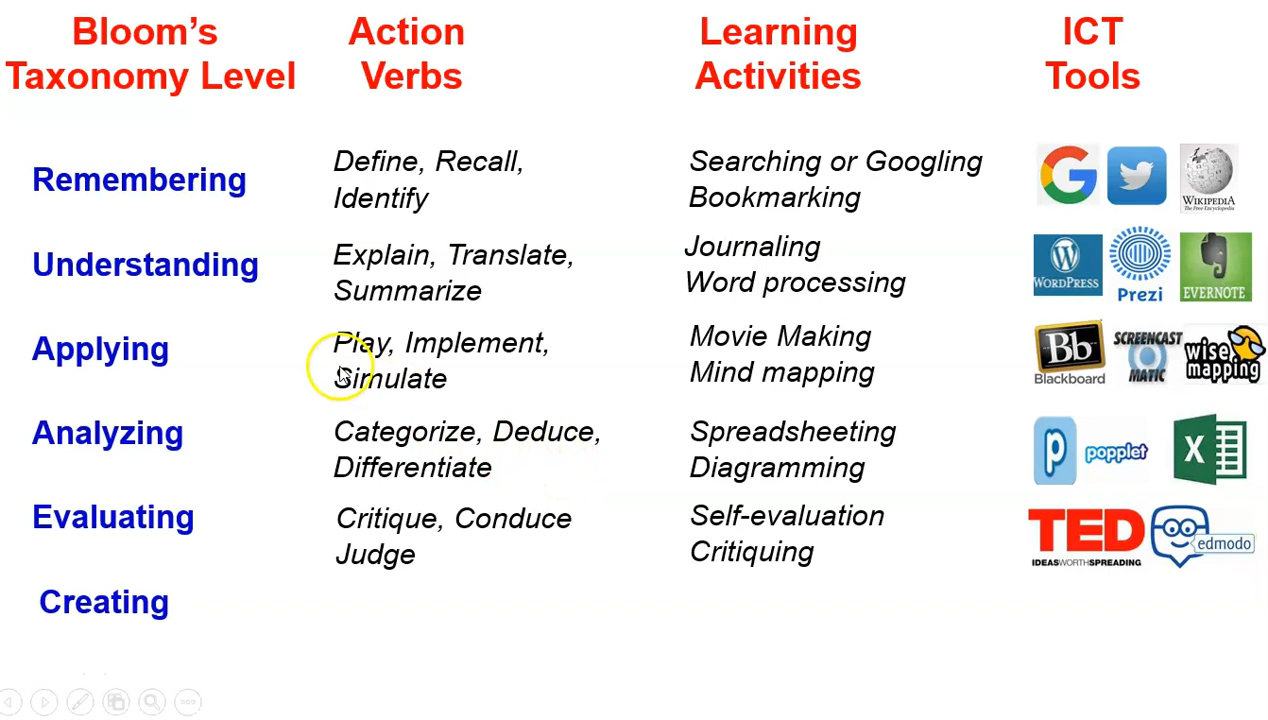 Bloom's
Taxonomy Level
Action
Verbs
Learning
Activities
ICT
Tools
Remembering
Define, Recall,
Identify
Searching or Googling
Bookmarking
G
WIKIPEDIA
The Free Encyclopedia
Understanding
Explain, Translate,
Summarize
Journaling
Word processing
WORDPRESS
Prezi
EVERNOTE
Applying
Play, Implement,
Simulate
Movie Making
Mind mapping
Bb
Blackboard
SCREENCAST
MATIC
wise
mapping
Analyzing
Categorize, Deduce,
Differentiate
Spreadsheeting
Diagramming
p
popplet
X
Evaluating
Critique, Conduce
Judge
Self-evaluation
Critiquing
TED
IDEAS WORTH SPREADING
edmodo
Creating